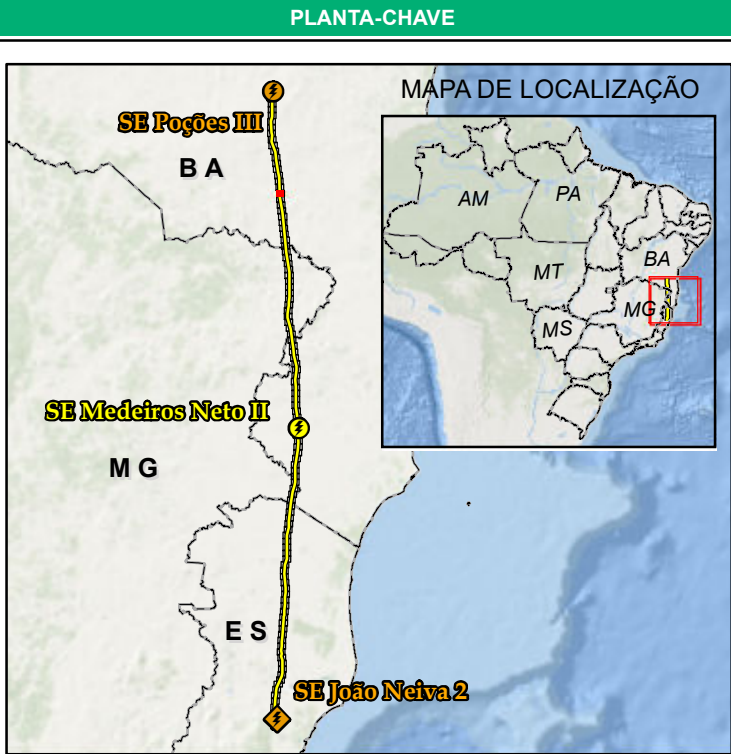 PLANTA-CHAVE
MAPA DE LOCALIZAÇÃO
SE Poções III
B A
AM
PA
BA
MT
MG
MS
SE Medeiros Neto II
M G
E S
SE João Neiva 2